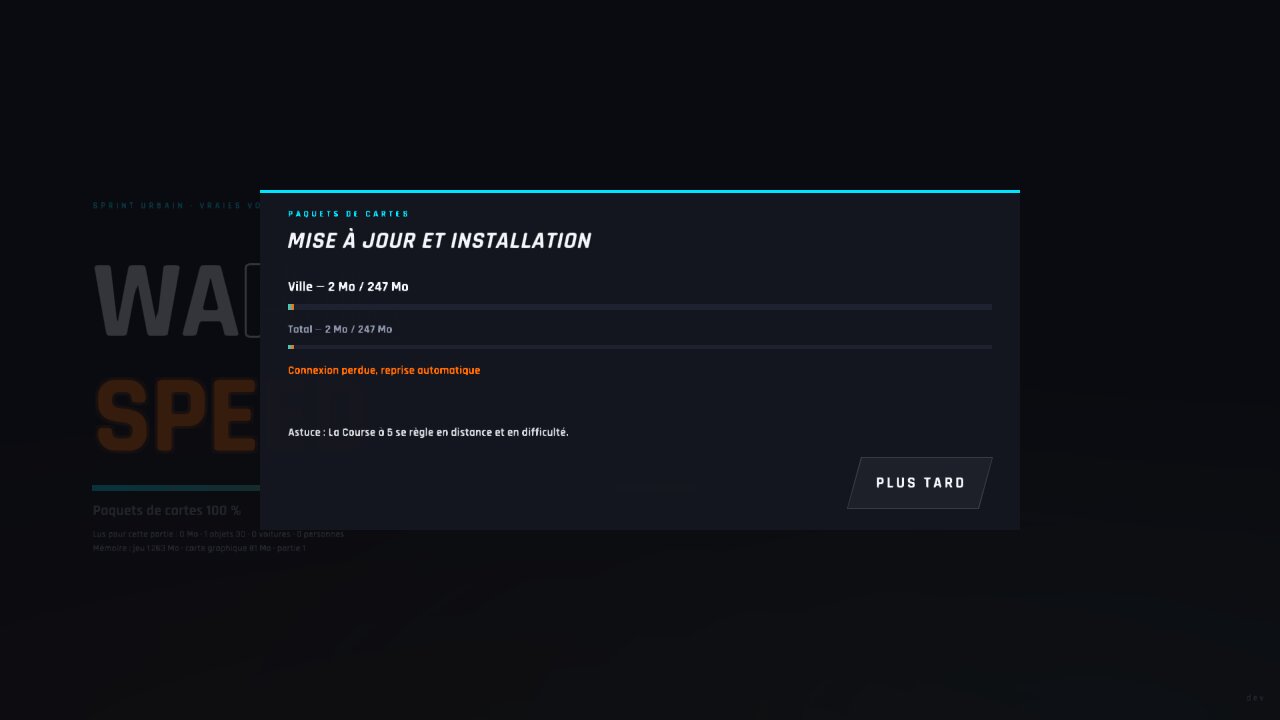 SPRINT URBAIN · VRAIES VO
PAQUETS DE CARTES
MISE À JOUR ET INSTALLATION
WA
Ville — 2 Mo / 247 Mo
Total — 2 Mo / 247 Mo
Connexion perdue, reprise automatique
SPEED
Astuce : La Course à 5 se règle en distance et en difficulté.
PLUS TARD
Paquets de cartes 100 %
Lus pour cette partie : 0 Mo · 1 objets 3D · 0 voitures · 0 personnes
Mémoire : jeu 1263 Mo · carte graphique 81 Mo · partie 1
dev